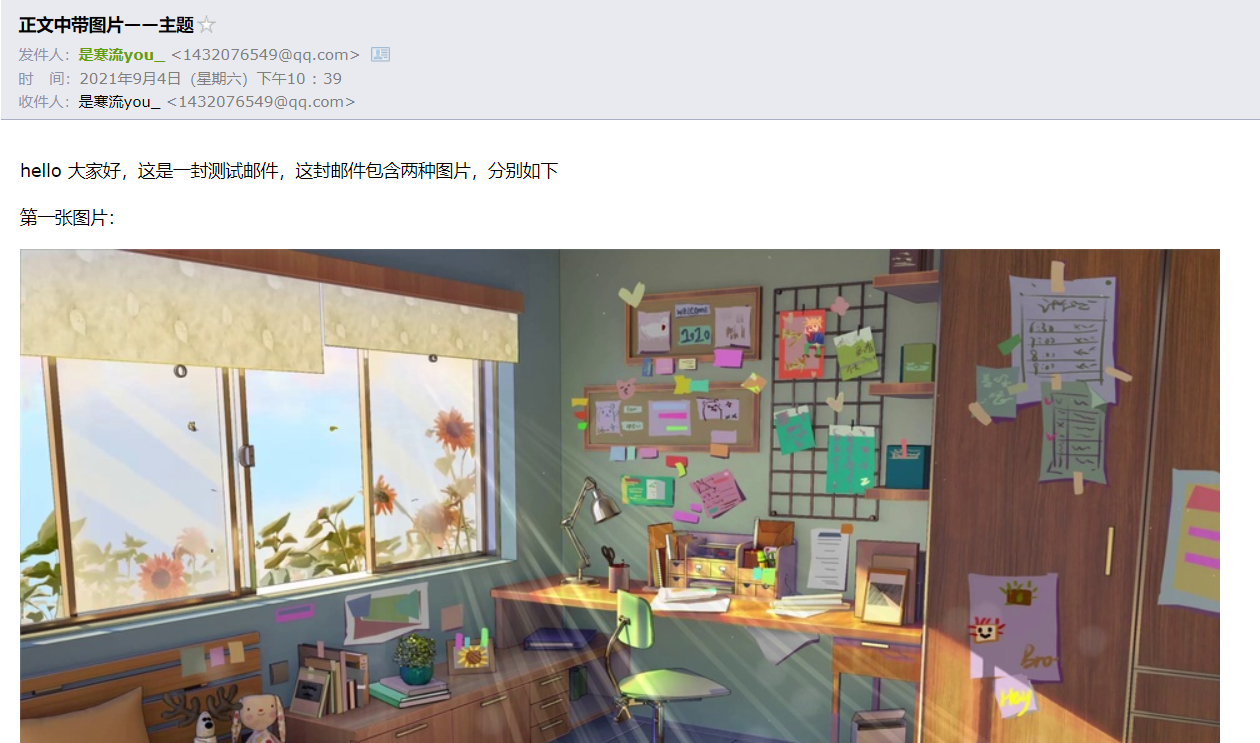 正文中带图片——主题
发件人：是寒流you_ <1432076549@qq.com>
时 间：2021年9月4日（星期六）下午10：39
收件人：是寒流you_ <1432076549@qq.com>
hello 大家好，这是一封测试邮件，这封邮件包含两种图片，分别如下
第一张图片：
WELCOME
2020
Bro
Hey